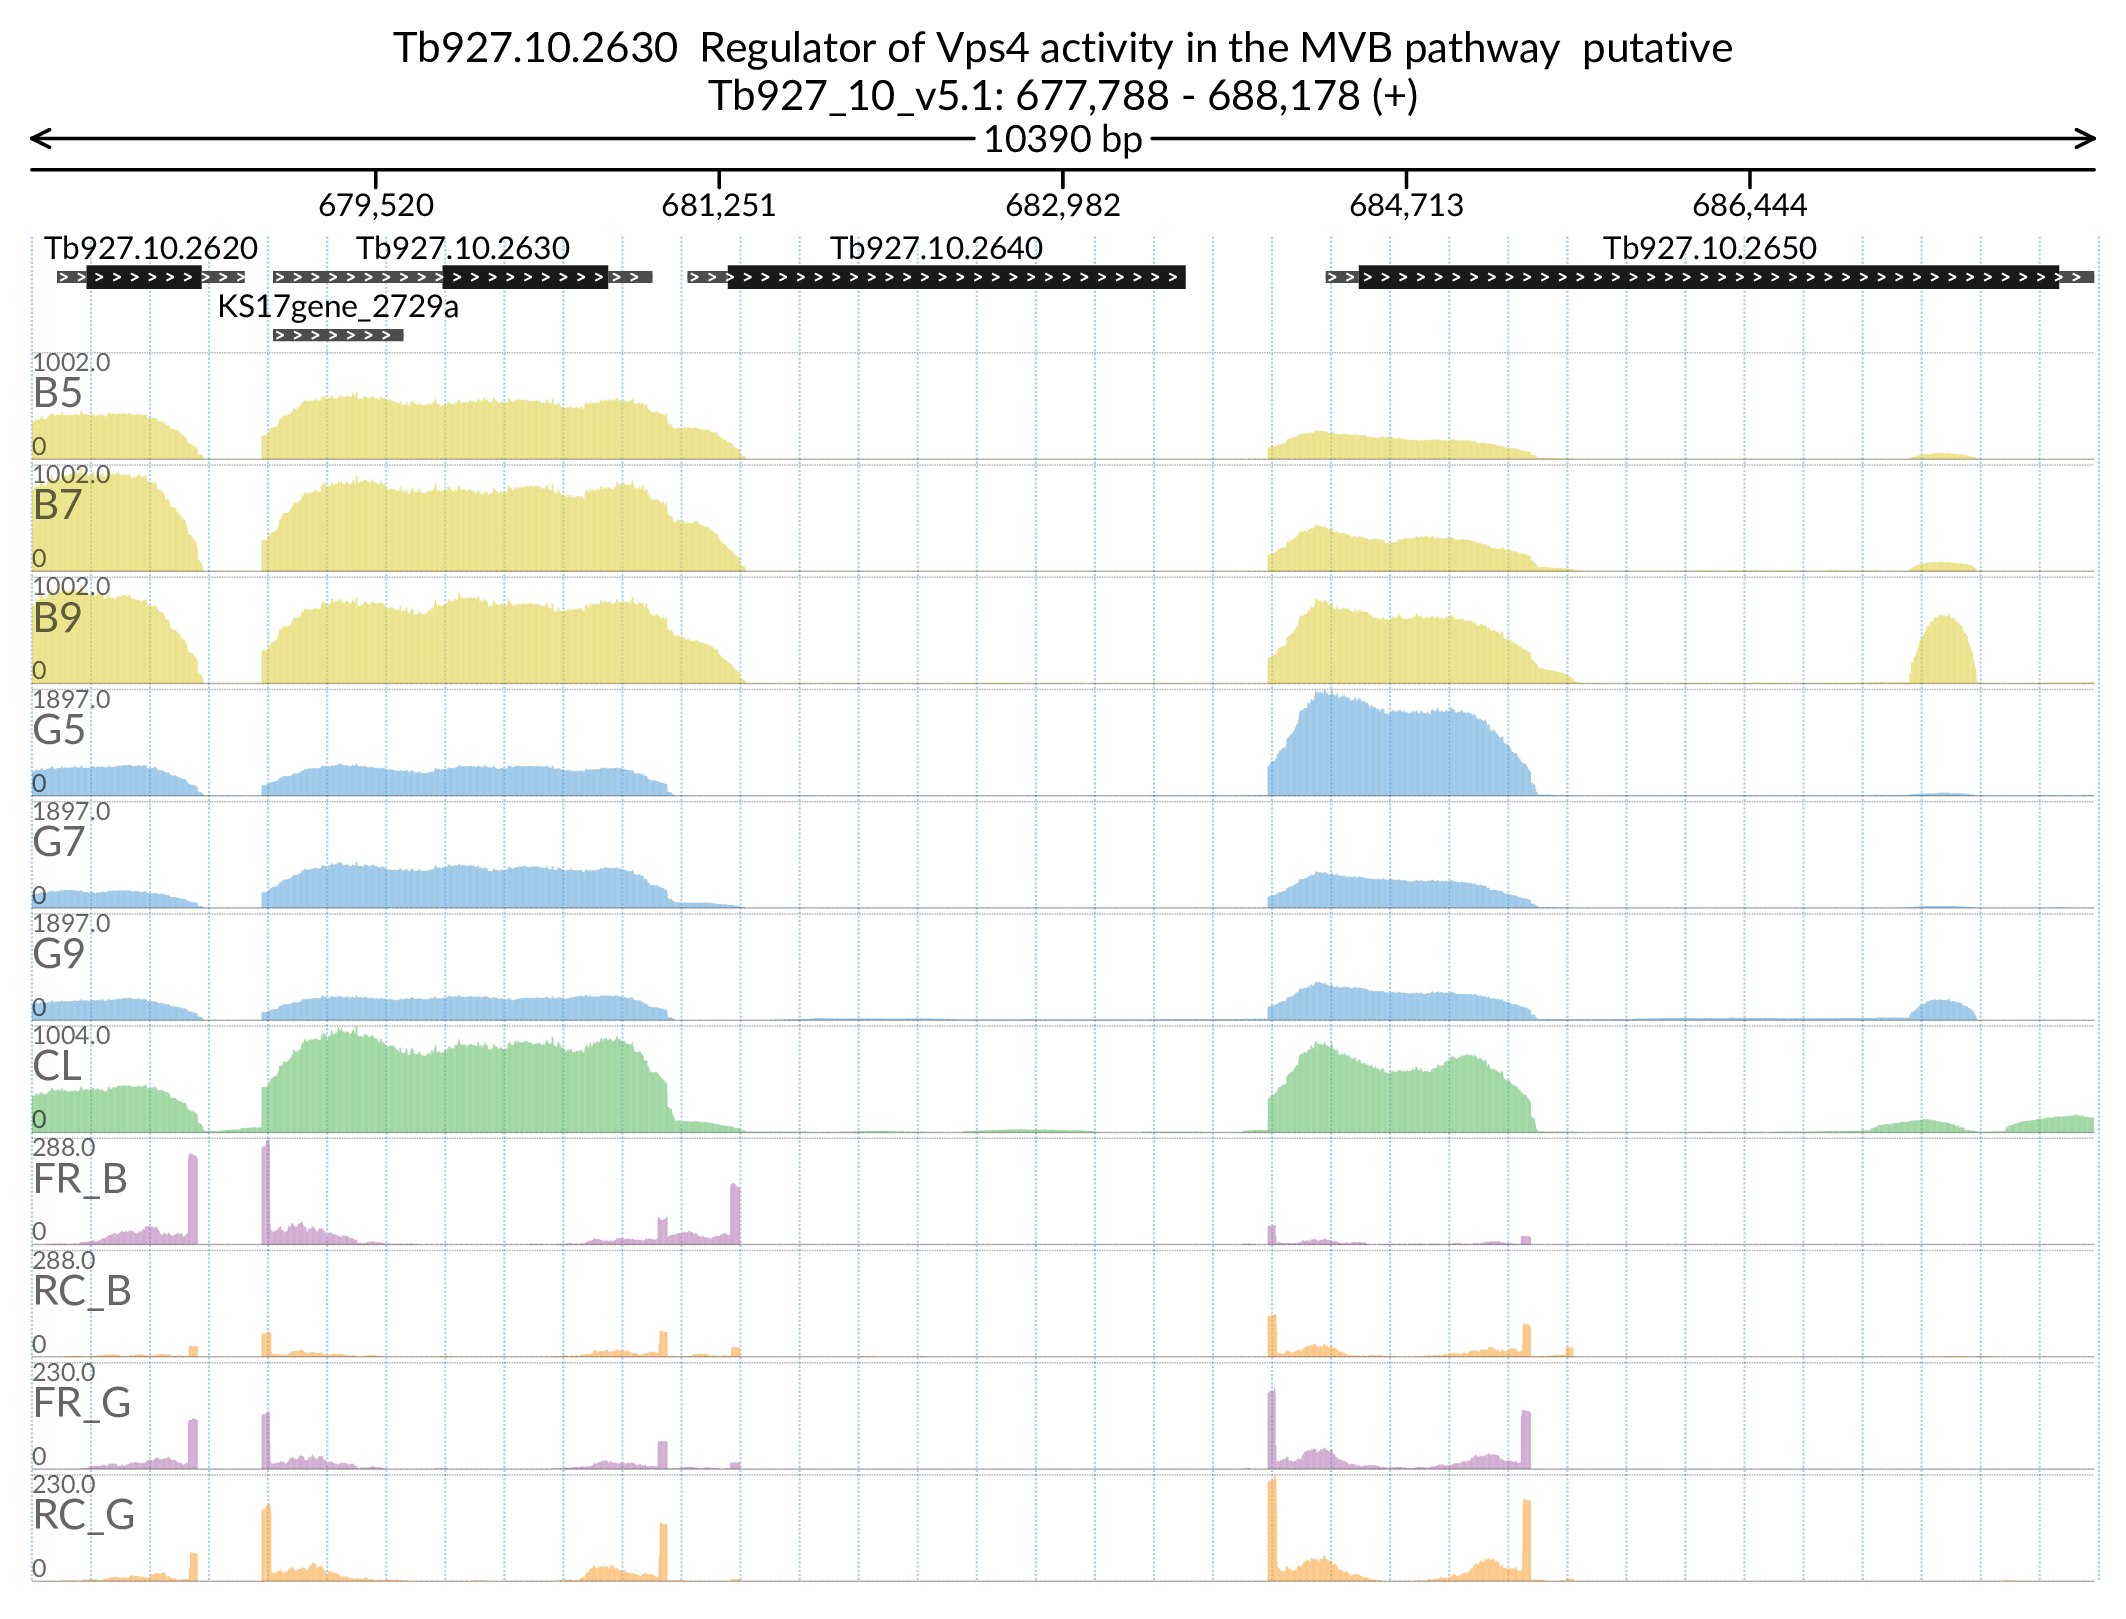 Tb927.10.2630  Regulator of Vps4 activity in the MVB pathway  putative
Tb927_10_v5.1: 677,788 - 688,178 (+)
10390 bp
679,520 681,251 682,982 684,713 686,444
Tb927.10.2620 Tb927.10.2630 Tb927.10.2640 Tb927.10.2650
KS17gene_2729a
1002.0
B5
0
1002.0
B7
0
1002.0
B9
0
1897.0
G5
0
1897.0
G7
0
1897.0
G9
0
1004.0
CL
0
288.0
FR_B
0
288.0
RC_B
0
230.0
FR_G
0
230.0
RC_G
0